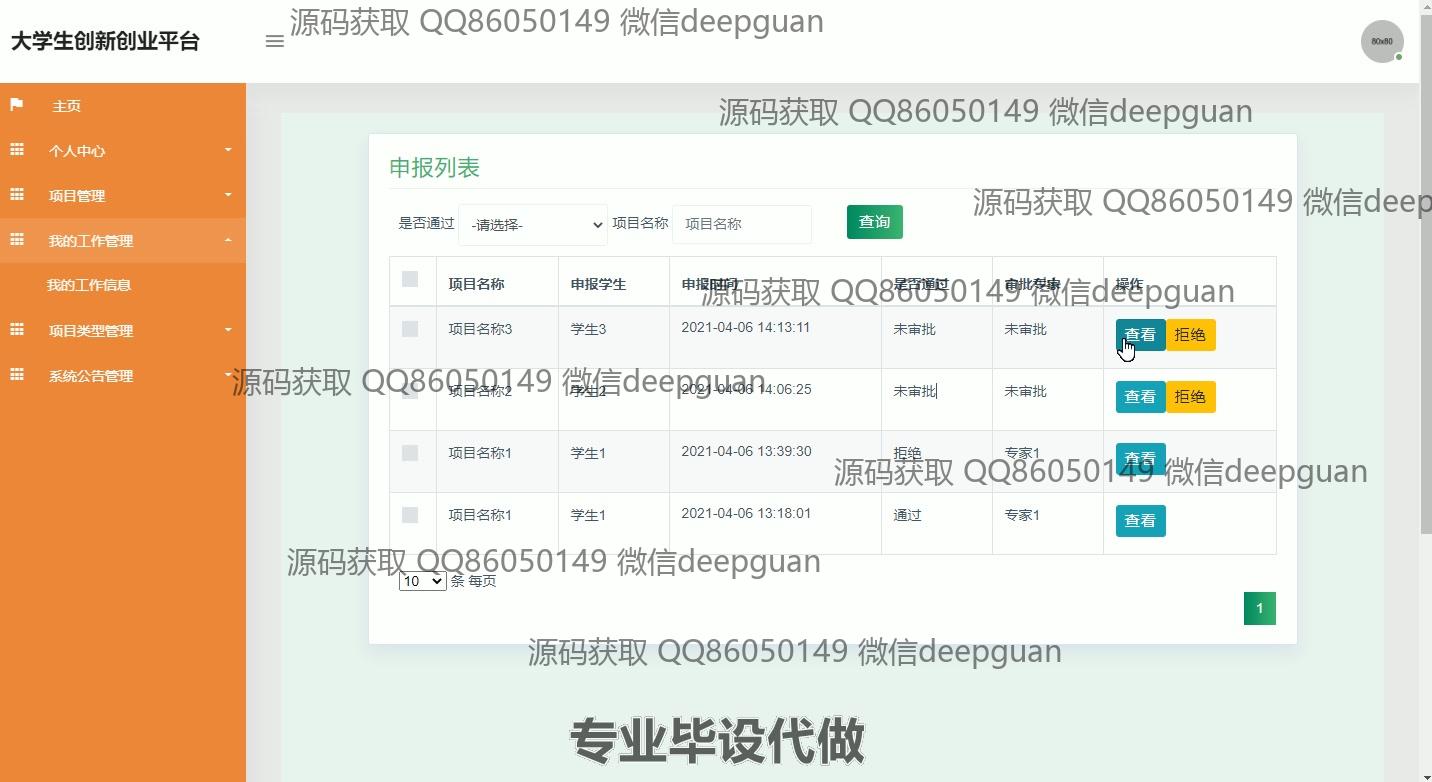 源码获取 QQ86050149 微信deepguan
大学生创新创业平台
80x80
主页
源码获取 QQ86050149 微信deepguan
个人中心
申报列表
项目管理
源码获取 QQ86050149 微信deep
是否通过 -请选择- 项目名称 项目名称 查询
我的工作管理
项目名称 申报学生 申报时间 是否通过 审批专家 操作
源码获取 QQ86050149 微信deepguan
我的工作信息
项目名称3 学生3 2021-04-06 14:13:11 未审批 未审批 查看 拒绝
项目类型管理
系统公告管理
源码获取 QQ86050149 微信deepguan
项目名称2 学生2 2021-04-06 14:06:25 未审批 未审批 查看 拒绝
项目名称1 学生1 2021-04-06 13:39:30 拒绝 专家1 查看
源码获取 QQ86050149 微信deepguan
项目名称1 学生1 2021-04-06 13:18:01 通过 专家1 查看
源码获取 QQ86050149 微信deepguan
10 条 每页
1
源码获取 QQ86050149 微信deepguan
专业毕设代做